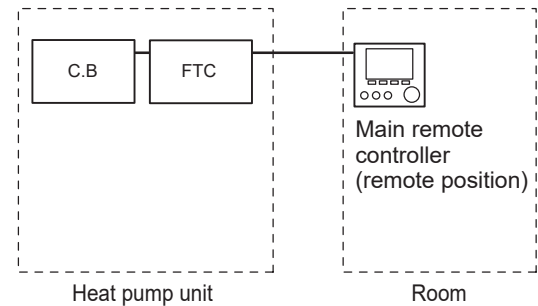 C.B
FTC
Main remote
controller
(remote position)
Heat pump unit
Room